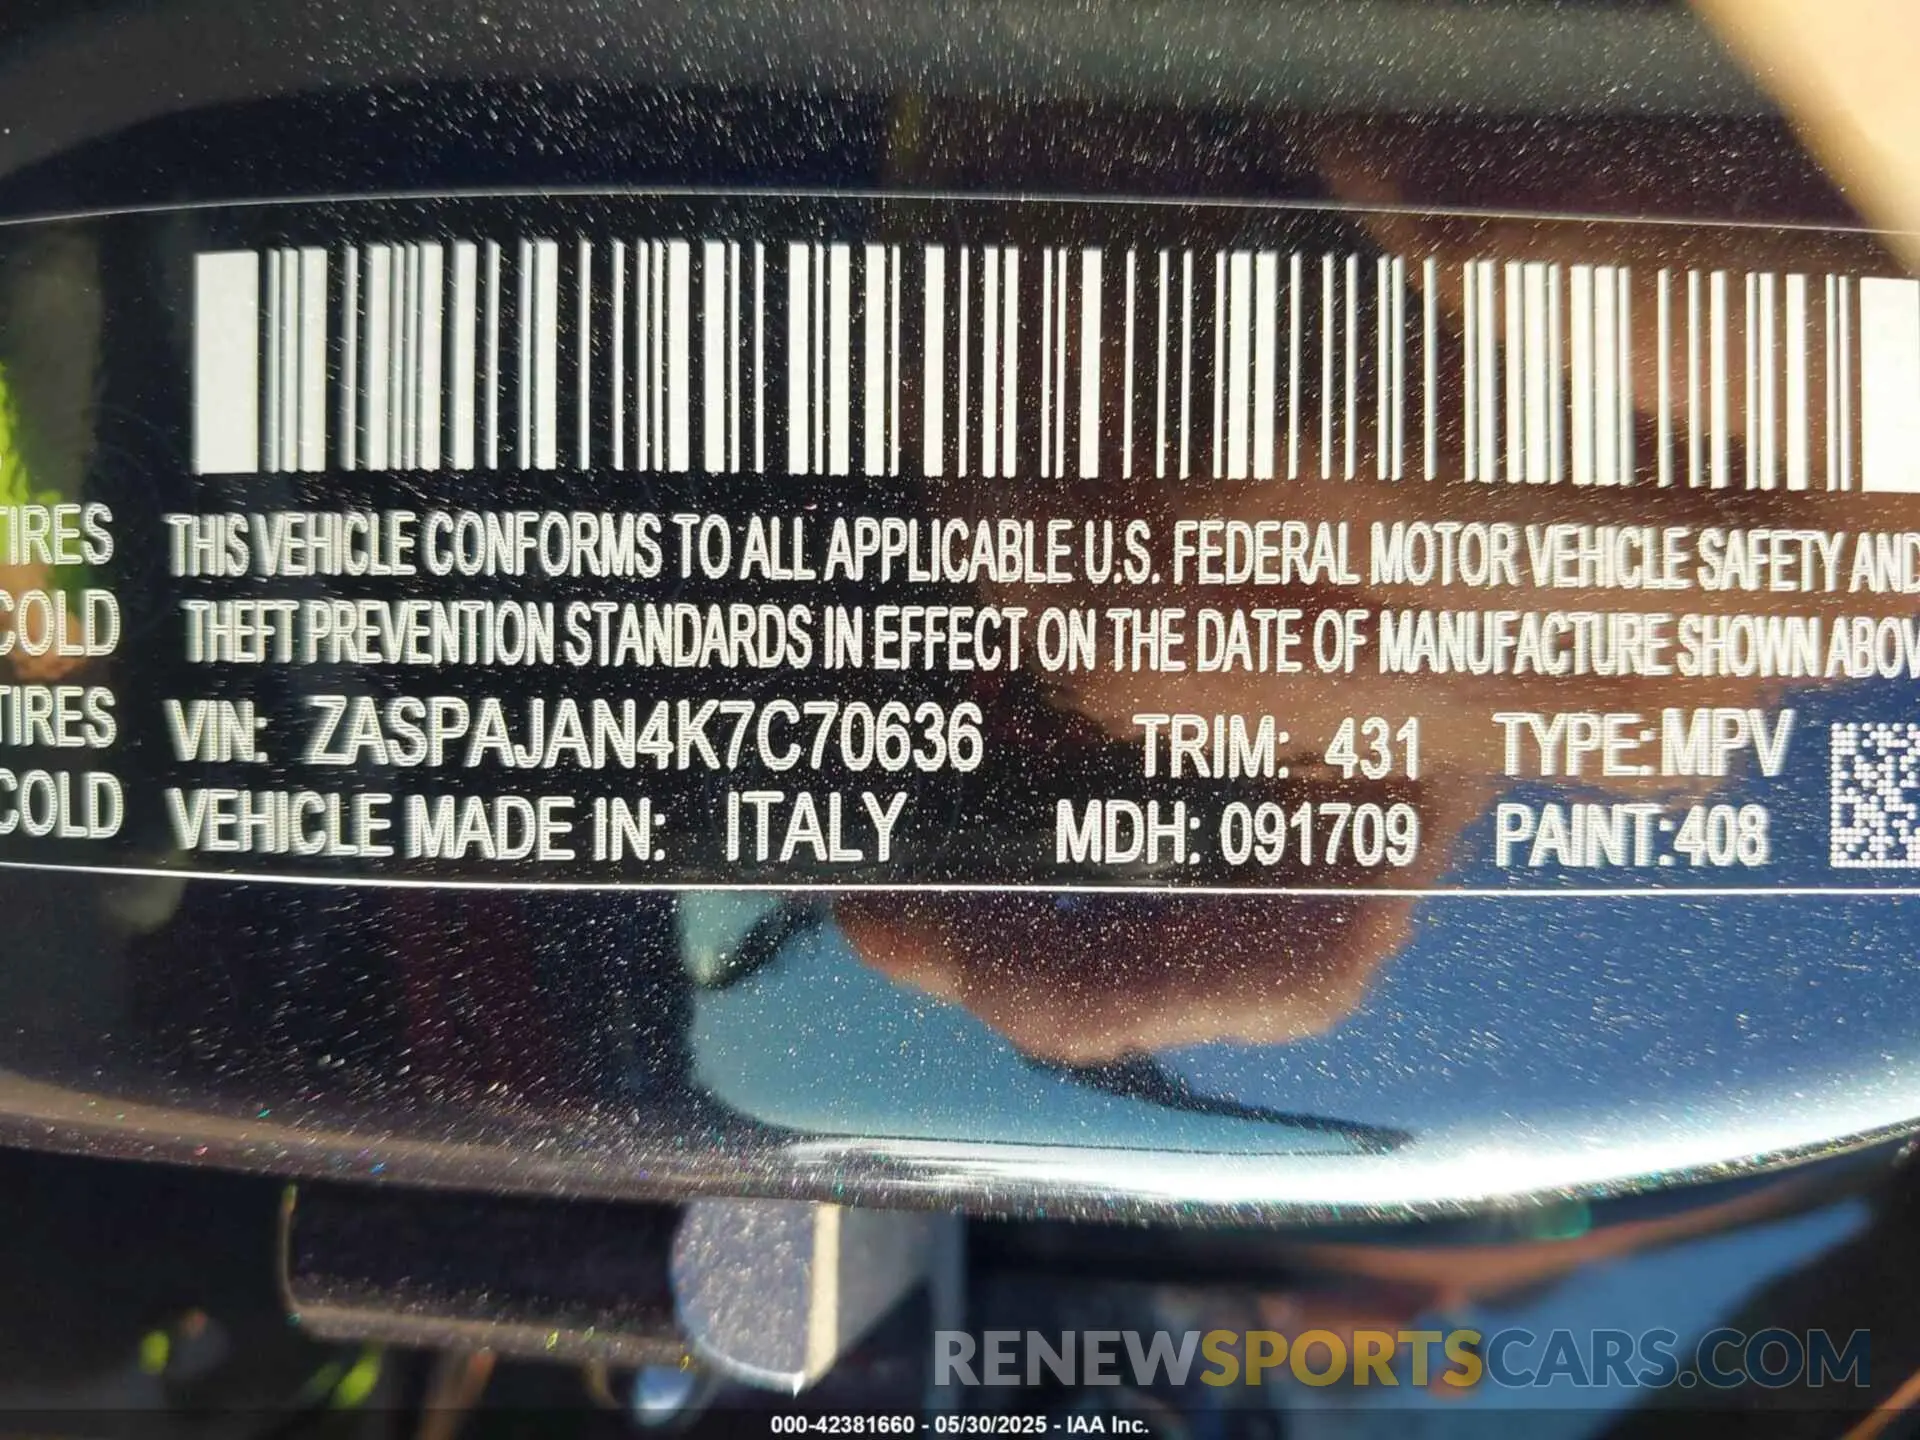 TIRES
COLD
TIRES
COLD
THIS VEHICLE CONFORMS TO ALL APPLICABLE U.S. FEDERAL MOTOR VEHICLE SAFETY AND
THEFT PREVENTION STANDARDS IN EFFECT ON THE DATE OF MANUFACTURE SHOWN ABOV
VIN: ZASPAJAN4K7C70636 TRIM: 431 TYPE: MPV
VEHICLE MADE IN: ITALY MDH: 091709 PAINT: 408
RENEWSPORTSCARS.COM
000-42381660 - 05/30/2025 - IAA Inc.